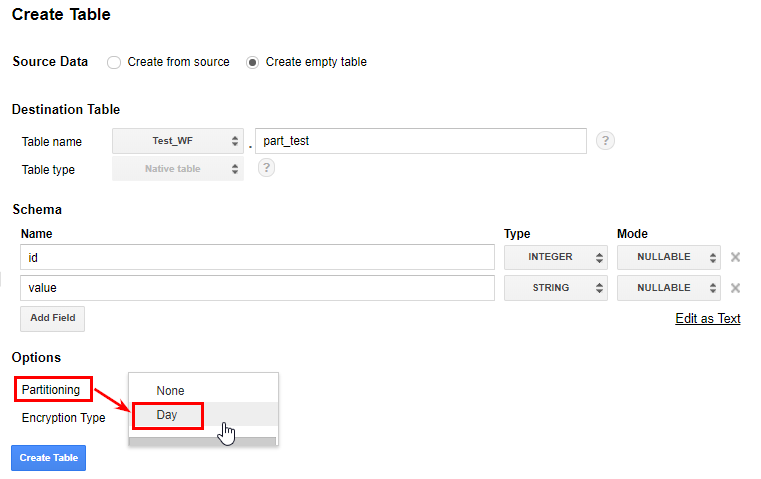 Create Table
Source Data Create from source Create empty table
Destination Table
Table name Test_WF . part_test ?
Table type Native table ?
Schema
Name Type Mode
id INTEGER NULLABLE
value STRING NULLABLE
Add Field Edit as Text
Options
Partitioning None
Day
Encryption Type
Create Table